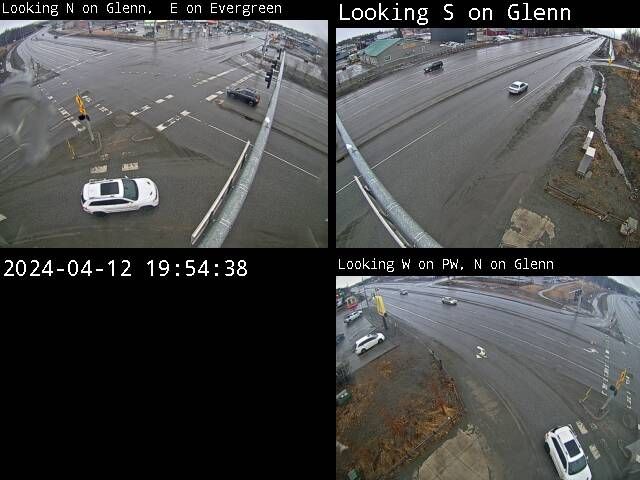 Looking N on Glenn,  E on Evergreen
Looking S on Glenn
2024-04-12 19:54:38
Looking W on PW, N on Glenn